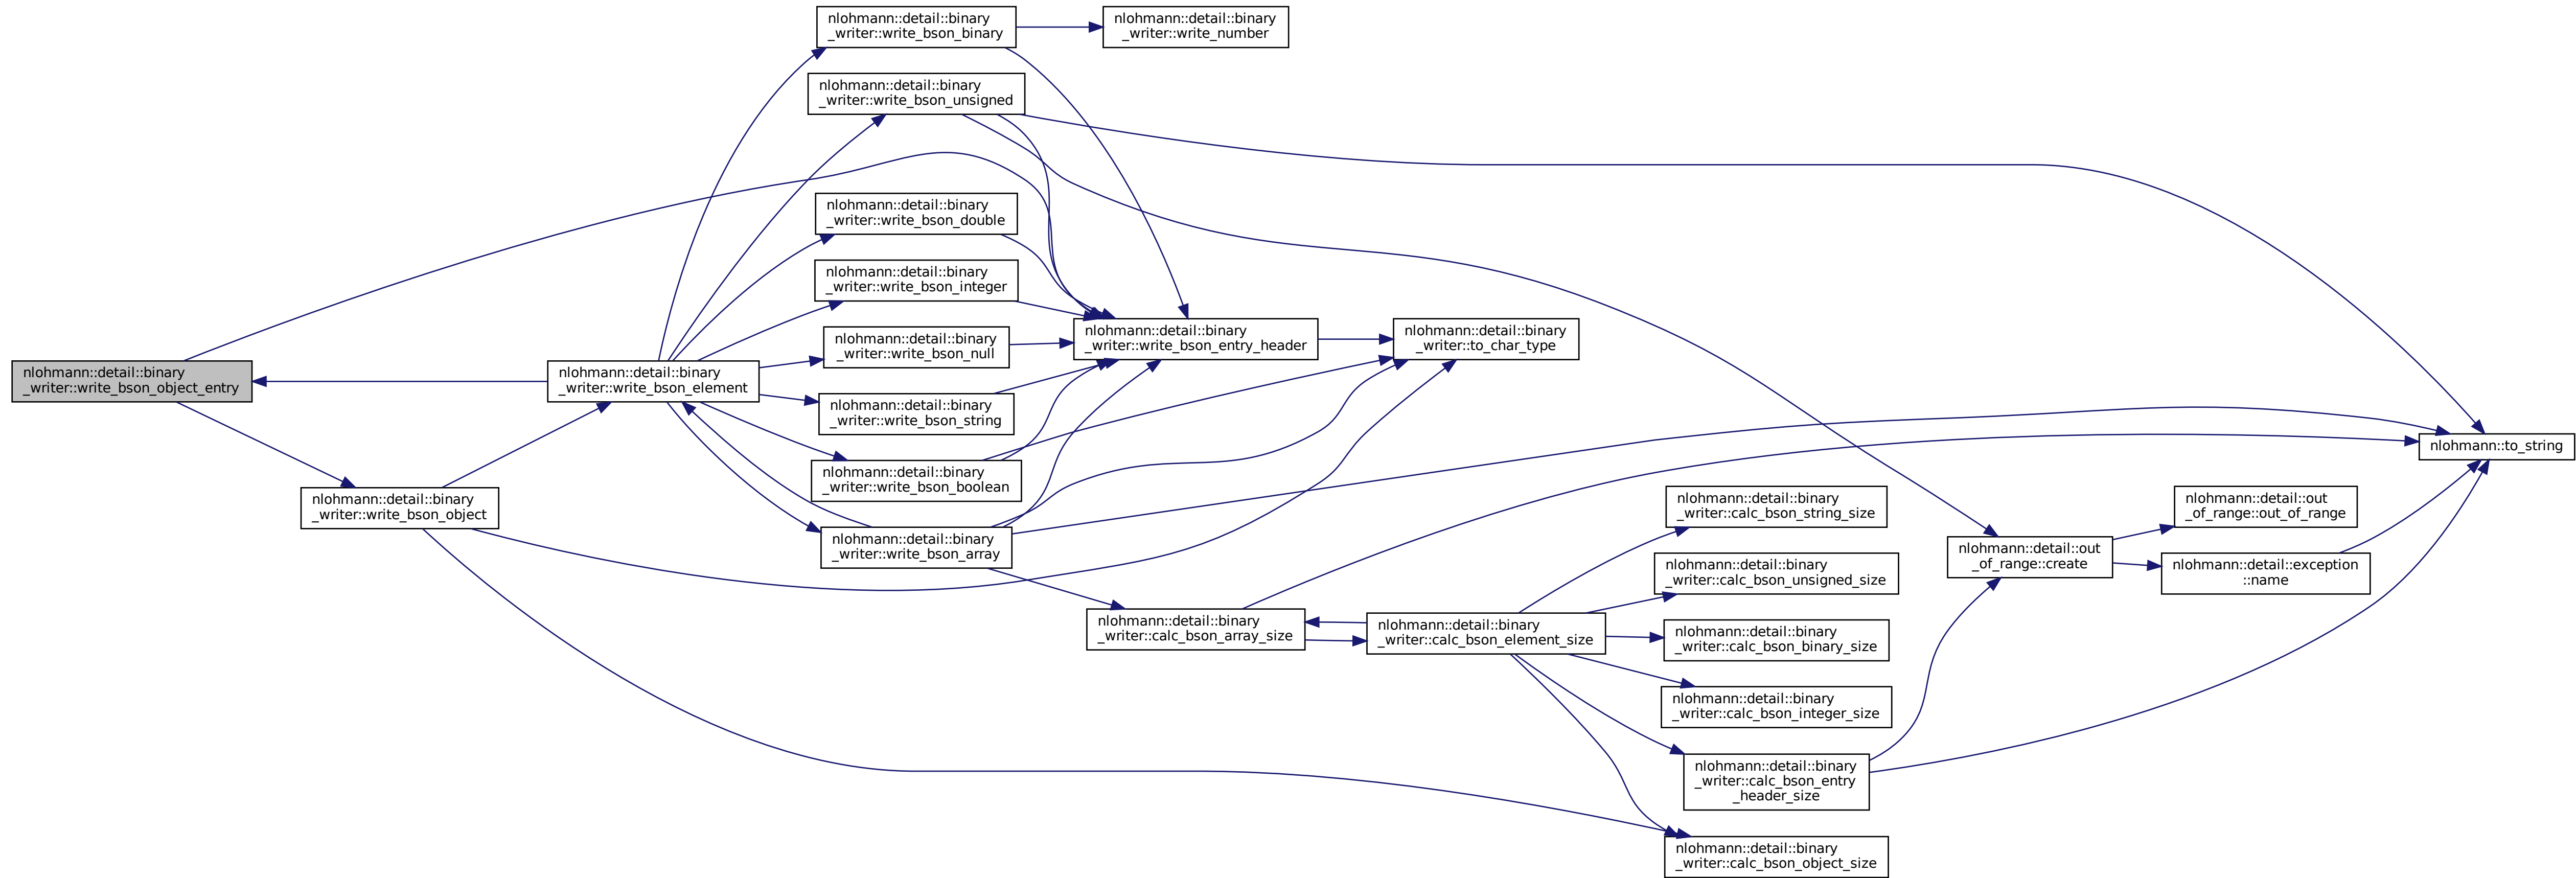 nlohmann::detail::binary
_writer::write_bson_binary
nlohmann::detail::binary
_writer::write_number
nlohmann::detail::binary
_writer::write_bson_unsigned
nlohmann::detail::binary
_writer::write_bson_double
nlohmann::detail::binary
_writer::write_bson_integer
nlohmann::detail::binary
_writer::write_bson_null
nlohmann::detail::binary
_writer::write_bson_entry_header
nlohmann::detail::binary
_writer::to_char_type
nlohmann::detail::binary
_writer::write_bson_object_entry
nlohmann::detail::binary
_writer::write_bson_element
nlohmann::detail::binary
_writer::write_bson_string
nlohmann::to_string
nlohmann::detail::binary
_writer::write_bson_boolean
nlohmann::detail::binary
_writer::write_bson_object
nlohmann::detail::binary
_writer::calc_bson_string_size
nlohmann::detail::out
_of_range::out_of_range
nlohmann::detail::binary
_writer::write_bson_array
nlohmann::detail::out
_of_range::create
nlohmann::detail::binary
_writer::calc_bson_unsigned_size
nlohmann::detail::exception
::name
nlohmann::detail::binary
_writer::calc_bson_array_size
nlohmann::detail::binary
_writer::calc_bson_element_size
nlohmann::detail::binary
_writer::calc_bson_binary_size
nlohmann::detail::binary
_writer::calc_bson_integer_size
nlohmann::detail::binary
_writer::calc_bson_entry
_header_size
nlohmann::detail::binary
_writer::calc_bson_object_size